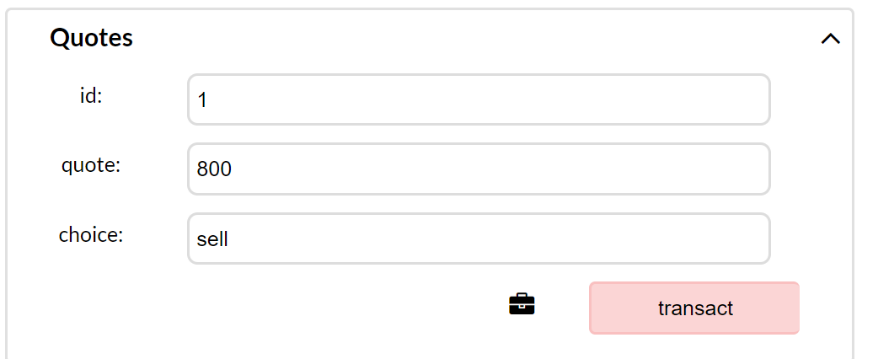 Quotes
id: 1
quote: 800
choice: sell
transact